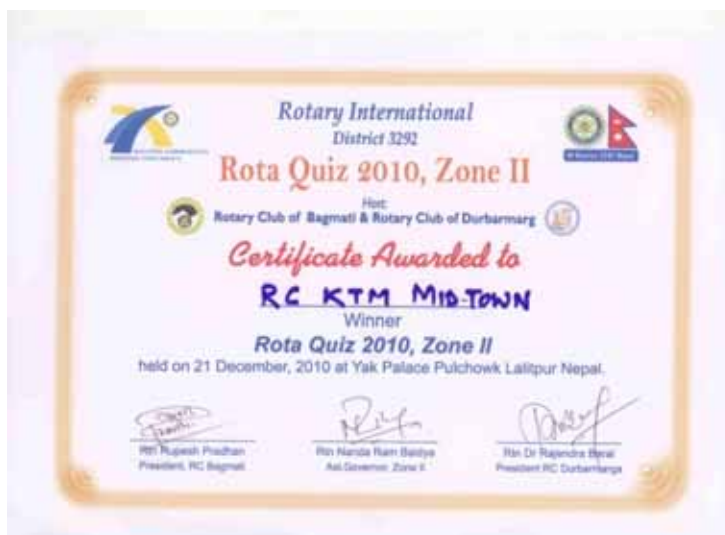 Rotary International
District 3292
Rota Quiz 2010, Zone II
Host:
Rotary Club of Bagmati & Rotary Club of Durbarmarg
Certificate Awarded to
RC KTM MID-TOWN
Winner
Rota Quiz 2010, Zone II
held on 21 December, 2010 at Yak Palace Pulchowk Lalitpur Nepal.
Rtn Rupesh Pradhan
President, RC Bagmati
Rtn Nanda Ram Baidya
Ast.Governor, Zone II
Rtn Dr Rajendra Baral
President RC Durbarmarga